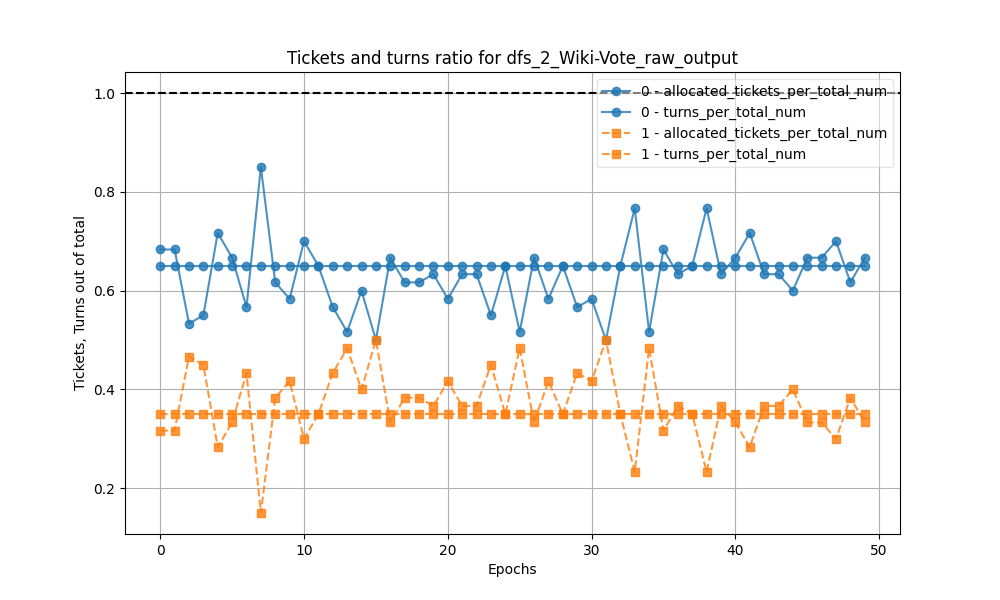 Tickets and turns ratio for dfs_2_Wiki-Vote_raw_output
Tickets, Turns out of total
1.0
0.8
0.6
0.4
0.2
0 - allocated_tickets_per_total_num
0 - turns_per_total_num
1 - allocated_tickets_per_total_num
1 - turns_per_total_num
0
10
20
30
40
50
Epochs